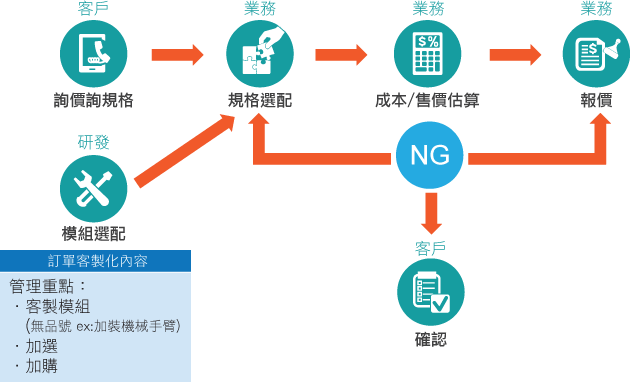 客戶
業務
業務
業務
$%
$
詢價詢規格
規格選配
成本/售價估算
報價
NG
研發
模組選配
客戶
確認
訂單客製化內容
管理重點：
・客製模組
(無品號 ex:加裝機械手臂)
・加選
・加購